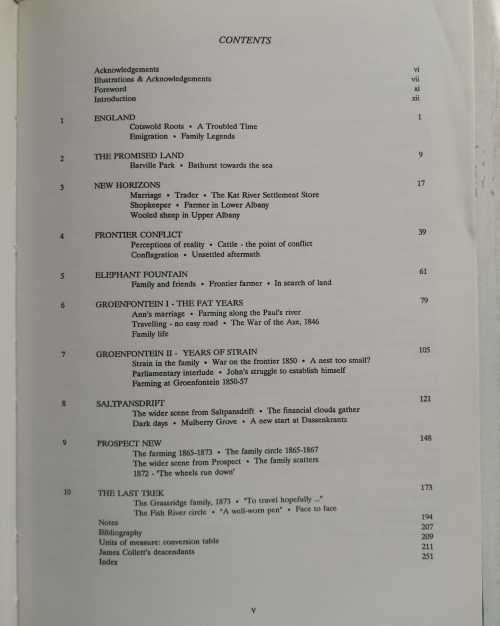 CONTENTS
Acknowledgements vi
Illustrations & Acknowledgements vii
Foreword xi
Introduction xii
1 ENGLAND 1
Cotswold Roots • A Troubled Time
Emigration • Family Legends
2 THE PROMISED LAND 9
Barville Park • Bathurst towards the sea
3 NEW HORIZONS 17
Marriage • Trader • The Kat River Settlement Store
Shopkeeper • Farmer in Lower Albany
Wooled sheep in Upper Albany
4 FRONTIER CONFLICT 39
Perceptions of reality • Cattle - the point of conflict
Conflagration • Unsettled aftermath
5 ELEPHANT FOUNTAIN 61
Family and friends • Frontier farmer • In search of land
6 GROENFONTEIN I - THE FAT YEARS 79
Ann's marriage • Farming along the Paul's river
Travelling - no easy road • The War of the Axe, 1846
Family life
7 GROENFONTEIN II - YEARS OF STRAIN 105
Strain in the family • War on the frontier 1850 • A nest too small?
Parliamentary interlude • John's struggle to establish himself
Farming at Groenfontein 1850-57
8 SALTPANSDRIFT 121
The wider scene from Saltpansdrift • The financial clouds gather
Dark days • Mulberry Grove • A new start at Dassenkrantz
9 PROSPECT NEW 148
The farming 1865-1873 • The family circle 1865-1867
The wider scene from Prospect • The family scatters
1872 - 'The wheels run down'
10 THE LAST TREK 173
The Grassridge family, 1873 • "To travel hopefully ..."
The Fish River circle • "A well-worn pen" • Face to face
Notes 194
Bibliography 207
Units of measure: conversion table 209
James Collett's descendants 211
Index 251
v